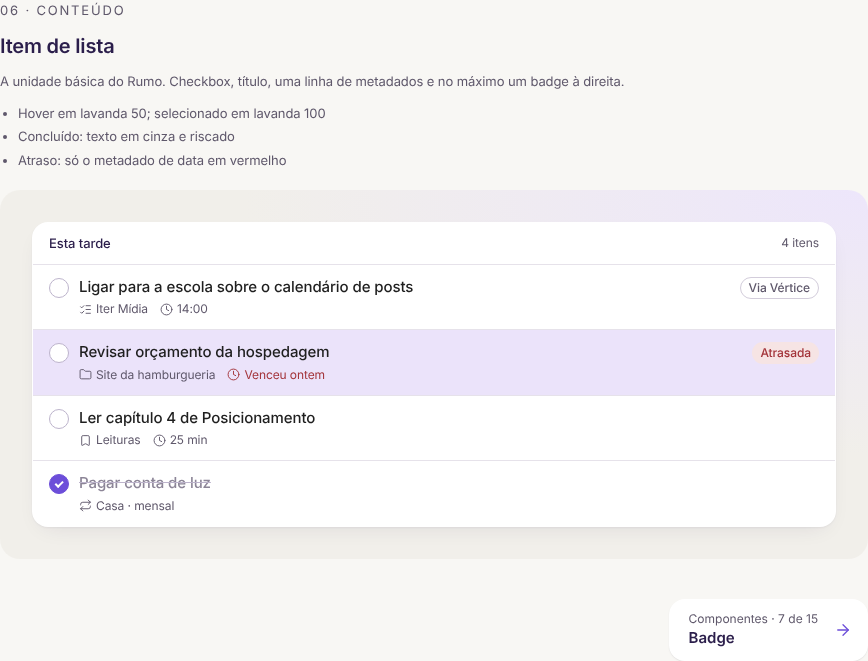 06 · CONTEÚDO
Item de lista
A unidade básica do Rumo. Checkbox, título, uma linha de metadados e no máximo um badge à direita.
• Hover em lavanda 50; selecionado em lavanda 100
• Concluído: texto em cinza e riscado
• Atraso: só o metadado de data em vermelho
Esta tarde
4 itens
Ligar para a escola sobre o calendário de posts
Via Vértice
Iter Mídia 14:00
Revisar orçamento da hospedagem
Atrasada
Site da hamburgueria Venceu ontem
Ler capítulo 4 de Posicionamento
Leituras 25 min
Pagar conta de luz
Casa · mensal
Componentes · 7 de 15
Badge